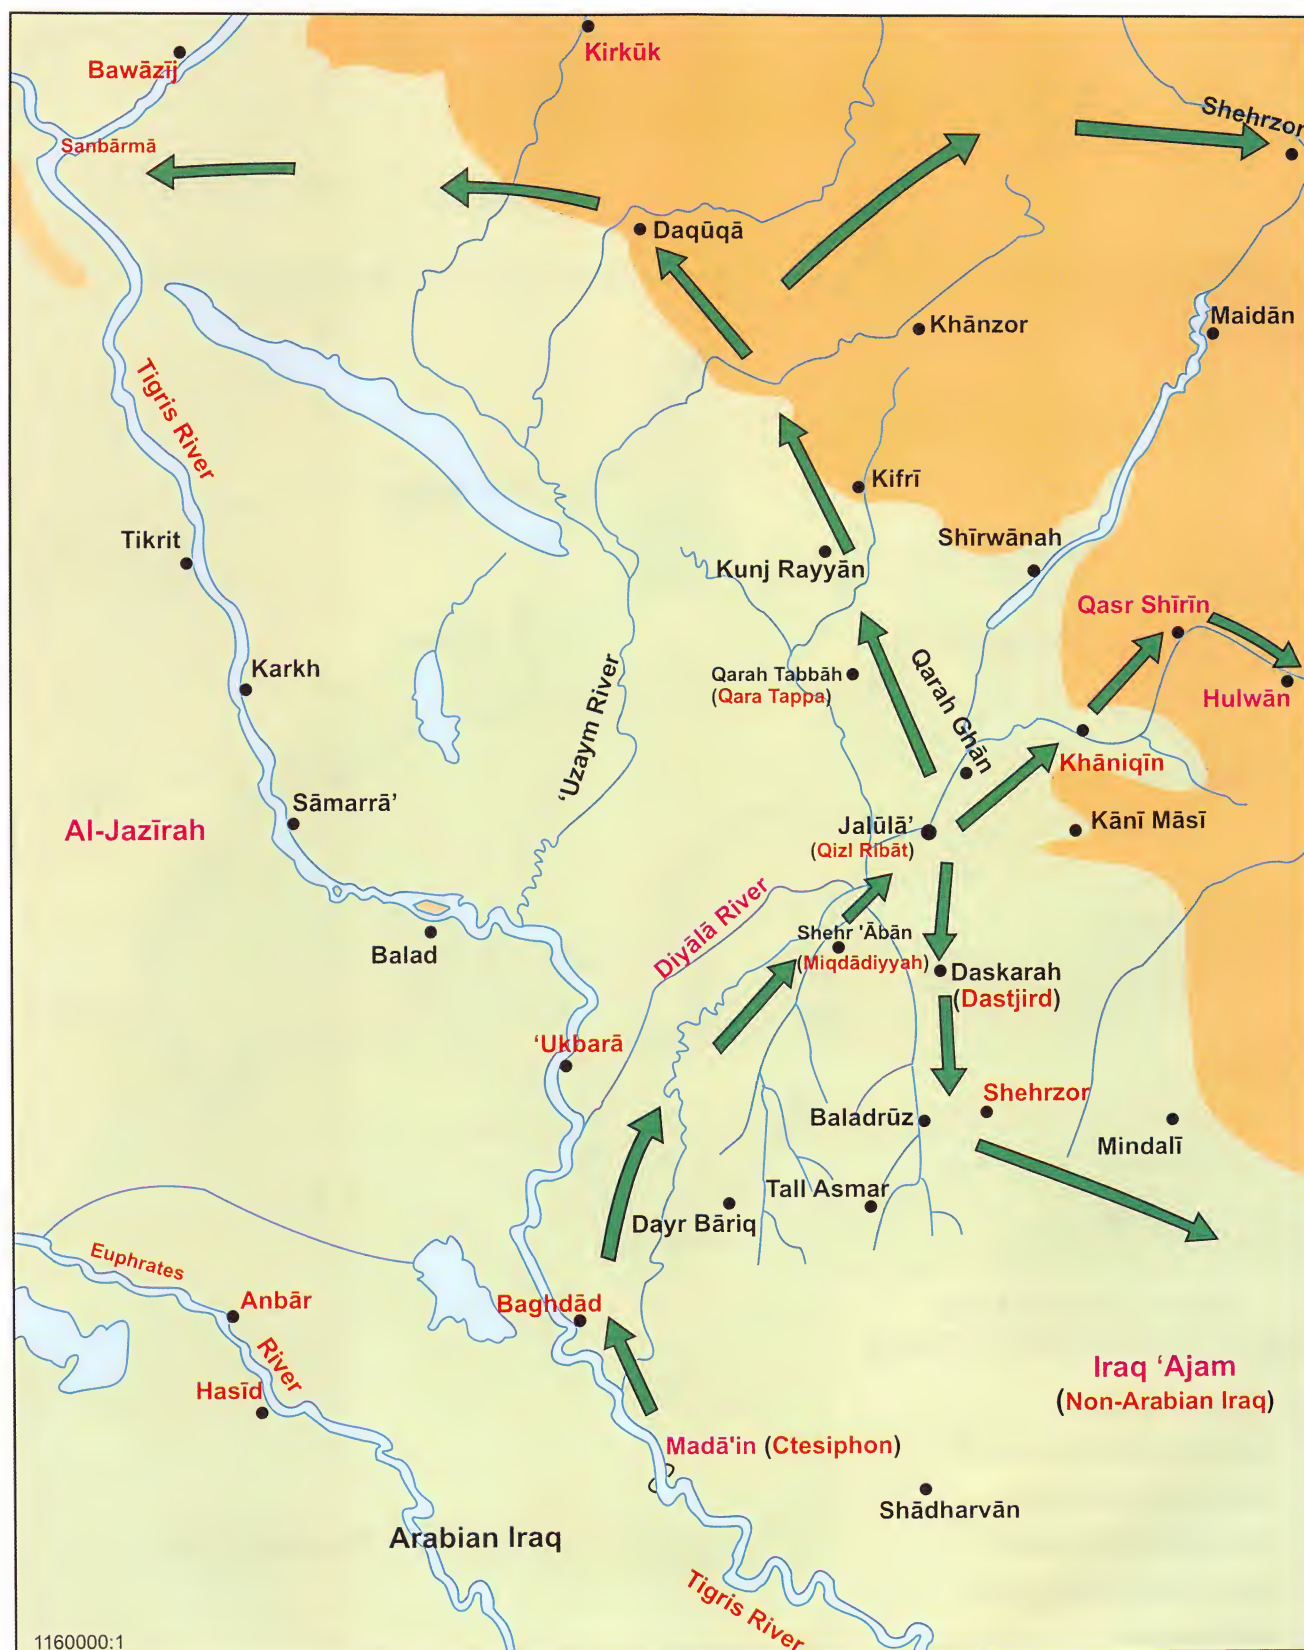 Kirkūk
Bawāzīj
Shehrzor
Sanbārmā
Daqūqā
Khānzor
Maidān
Tigris River
Kifrī
Tikrit
Shīrwānah
Kunj Rayyān
Qasr Shīrīn
Karkh
Qarah Tabbāh
(Qara Tappa)
Qarah Ghān
Hulwān
‘Uzaym River
Khāniqīn
Sāmarrā’
Al-Jazīrah
Jalūlā’
(Qizl Ribāt)
Kānī Māsī
Diyālā River
Balad
Shehr 'Ābān
(Miqdādiyyah)
Daskarah
(Dastjird)
‘Ukbarā
Shehrzor
Baladrūz
Mindalī
Tall Asmar
Dayr Bāriq
Euphrates
River
Anbār
Baghdād
Hasīd
Iraq ‘Ajam
(Non-Arabian Iraq)
Madā'in (Ctesiphon)
Shādharvān
Arabian Iraq
Tigris River
1160000:1